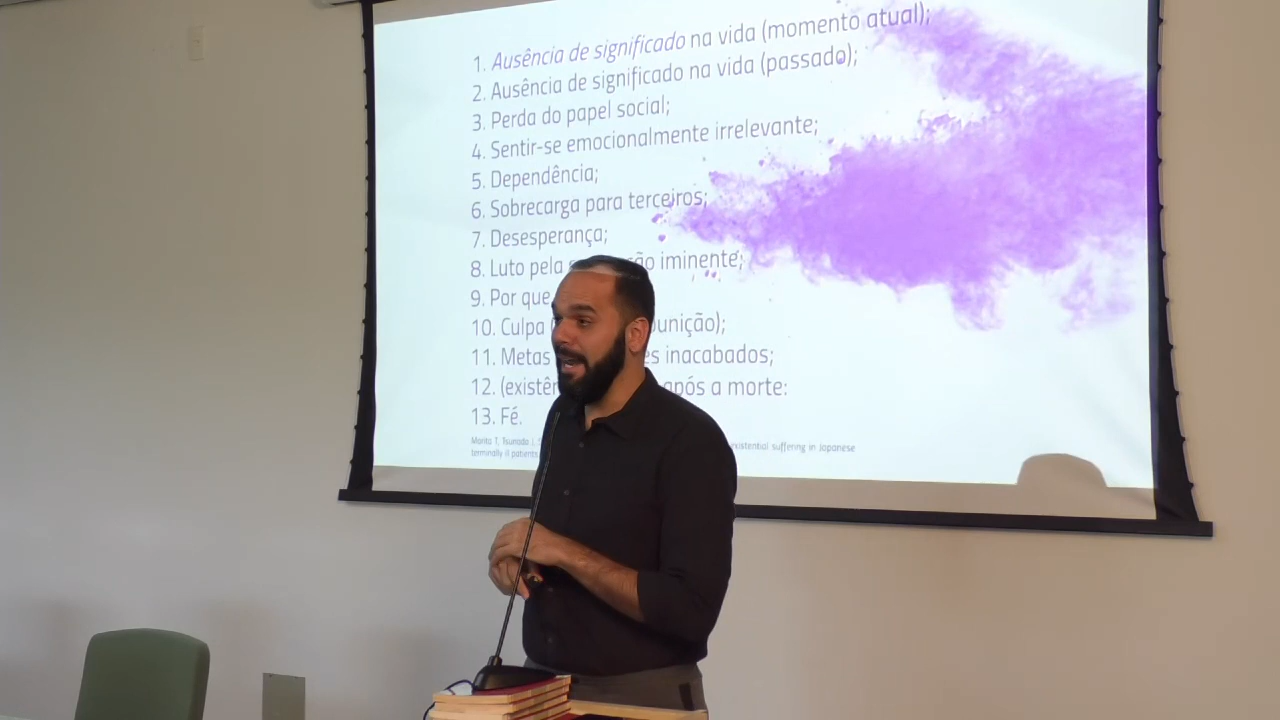 1. Ausência de significado na vida (momento atual);
2. Ausência de significado na vida (passado);
3. Perda do papel social;
4. Sentir-se emocionalmente irrelevante;
5. Dependência;
6. Sobrecarga para terceiros;
7. Desesperança;
8. Luto pela ão iminente;
9. Por que
10. Culpa punição);
11. Metas es inacabados;
12. (existên após a morte:
13. Fé.
Morita T, Tsunoda J, existential suffering in Japanese
terminally ill patients